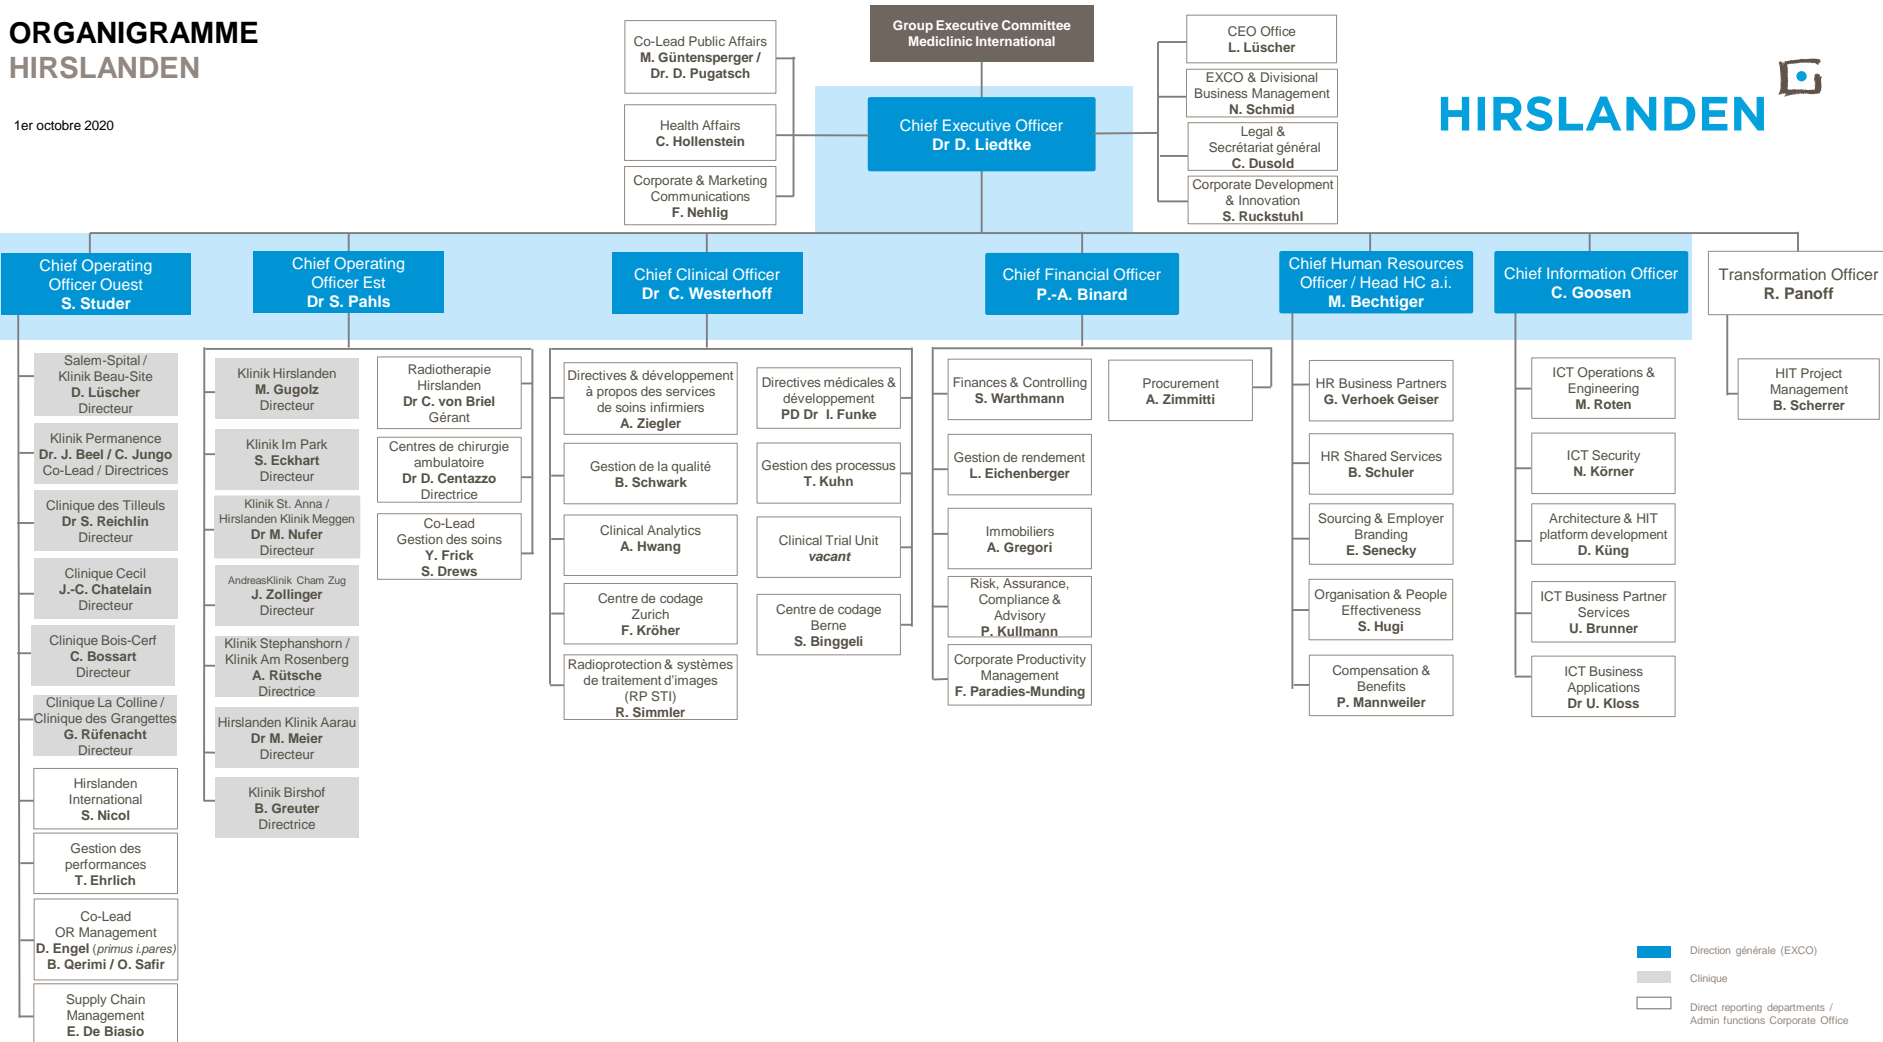 ORGANIGRAMME
HIRSLANDEN
1er octobre 2020
Co-Lead Public Affairs
M. Güntensperger /
Dr. D. Pugatsch
Health Affairs
C. Hollenstein
Corporate & Marketing
Communications
F. Nehlig
Group Executive Committee
Mediclinic International
Chief Executive Officer
Dr D. Liedtke
CEO Office
L. Lüscher
EXCO & Divisional
Business Management
N. Schmid
Legal &
Secrétariat général
C. Dusold
Corporate Development
& Innovation
S. Ruckstuhl
HIRSLANDEN
Chief Operating
Officer Ouest
S. Studer
Chief Operating
Officer Est
Dr S. Pahls
Chief Clinical Officer
Dr C. Westerhoff
Chief Financial Officer
P.-A. Binard
Chief Human Resources
Officer / Head HC a.i.
M. Bechtiger
Chief Information Officer
C. Goosen
Transformation Officer
R. Panoff
Salem-Spital /
Klinik Beau-Site
D. Lüscher
Directeur
Klinik Permanence
Dr. J. Beel / C. Jungo
Co-Lead / Directrices
Clinique des Tilleuls
Dr S. Reichlin
Directeur
Clinique Cecil
J.-C. Chatelain
Directeur
Clinique Bois-Cerf
C. Bossart
Directeur
Clinique La Colline /
Clinique des Grangettes
G. Rüfenacht
Directeur
Hirslanden
International
S. Nicol
Gestion des
performances
T. Ehrlich
Co-Lead
OR Management
D. Engel (primus i.pares)
B. Qerimi / O. Safir
Supply Chain
Management
E. De Biasio
Klinik Hirslanden
M. Gugolz
Directeur
Klinik Im Park
S. Eckhart
Directeur
Klinik St. Anna /
Hirslanden Klinik Meggen
Dr M. Nufer
Directeur
AndreasKlinik Cham Zug
J. Zollinger
Directeur
Klinik Stephanshorn /
Klinik Am Rosenberg
A. Rütsche
Directrice
Hirslanden Klinik Aarau
Dr M. Meier
Directeur
Klinik Birshof
B. Greuter
Directrice
Radiotherapie
Hirslanden
Dr C. von Briel
Gérant
Centres de chirurgie
ambulatoire
Dr D. Centazzo
Directrice
Co-Lead
Gestion des soins
Y. Frick
S. Drews
Directives & développement
à propos des services
de soins infirmiers
A. Ziegler
Gestion de la qualité
B. Schwark
Clinical Analytics
A. Hwang
Centre de codage
Zurich
F. Kröher
Radioprotection & systèmes
de traitement d'images
(RP STI)
R. Simmler
Directives médicales &
développement
PD Dr I. Funke
Gestion des processus
T. Kuhn
Clinical Trial Unit
vacant
Centre de codage
Berne
S. Binggeli
Finances & Controlling
S. Warthmann
Gestion de rendement
L. Eichenberger
Immobiliers
A. Gregori
Risk, Assurance,
Compliance &
Advisory
P. Kullmann
Corporate Productivity
Management
F. Paradies-Munding
Procurement
A. Zimmitti
HR Business Partners
G. Verhoek Geiser
HR Shared Services
B. Schuler
Sourcing & Employer
Branding
E. Senecky
Organisation & People
Effectiveness
S. Hugi
Compensation &
Benefits
P. Mannweiler
ICT Operations &
Engineering
M. Roten
ICT Security
N. Körner
Architecture & HIT
platform development
D. Küng
ICT Business Partner
Services
U. Brunner
ICT Business
Applications
Dr U. Kloss
HIT Project
Management
B. Scherrer
Direction générale (EXCO)
Clinique
Direct reporting departments /
Admin functions Corporate Office